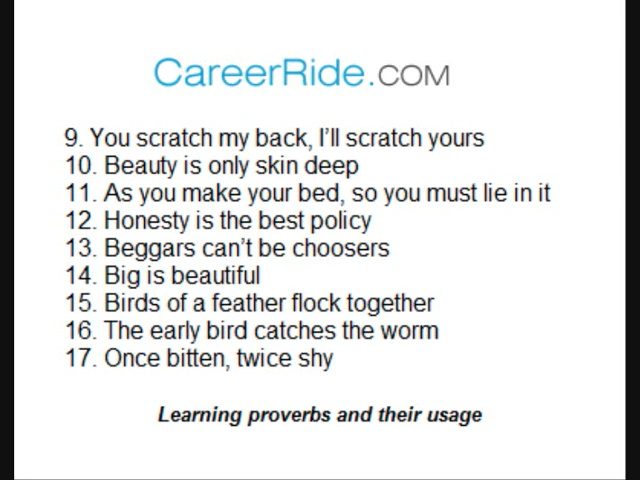 CareerRide.COM
9. You scratch my back, I'll scratch yours
10. Beauty is only skin deep
11. As you make your bed, so you must lie in it
12. Honesty is the best policy
13. Beggars can't be choosers
14. Big is beautiful
15. Birds of a feather flock together
16. The early bird catches the worm
17. Once bitten, twice shy
Learning proverbs and their usage